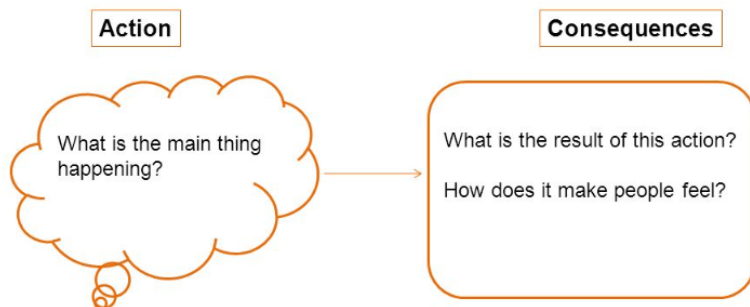 Action
Consequences
What is the main thing
happening?
What is the result of this action?
How does it make people feel?